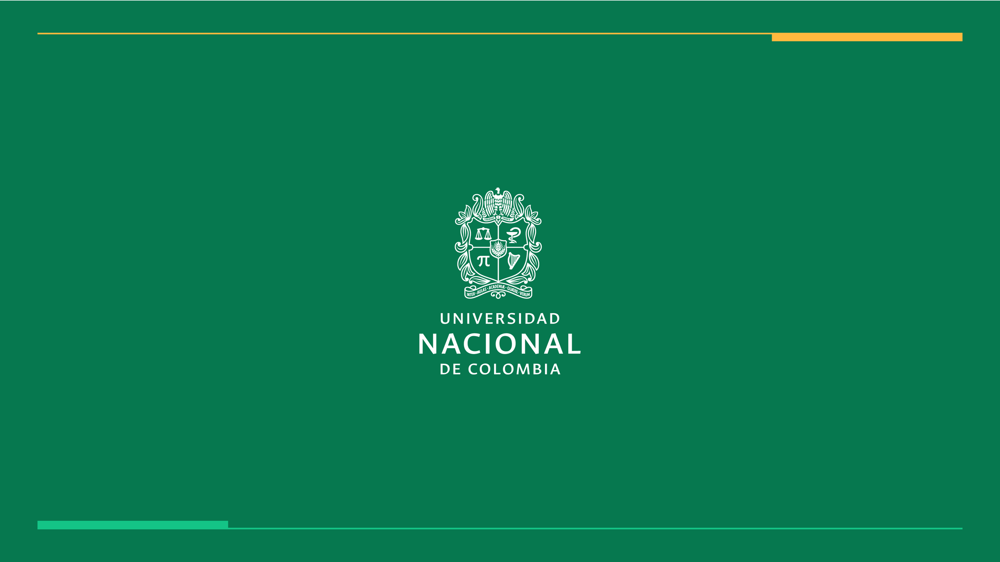 LIBERTAD Y ORDEN
π
INTER · AULAS · ACADEMIÆ · QUÆRE · VERUM
UNIVERSIDAD
NACIONAL
DE COLOMBIA